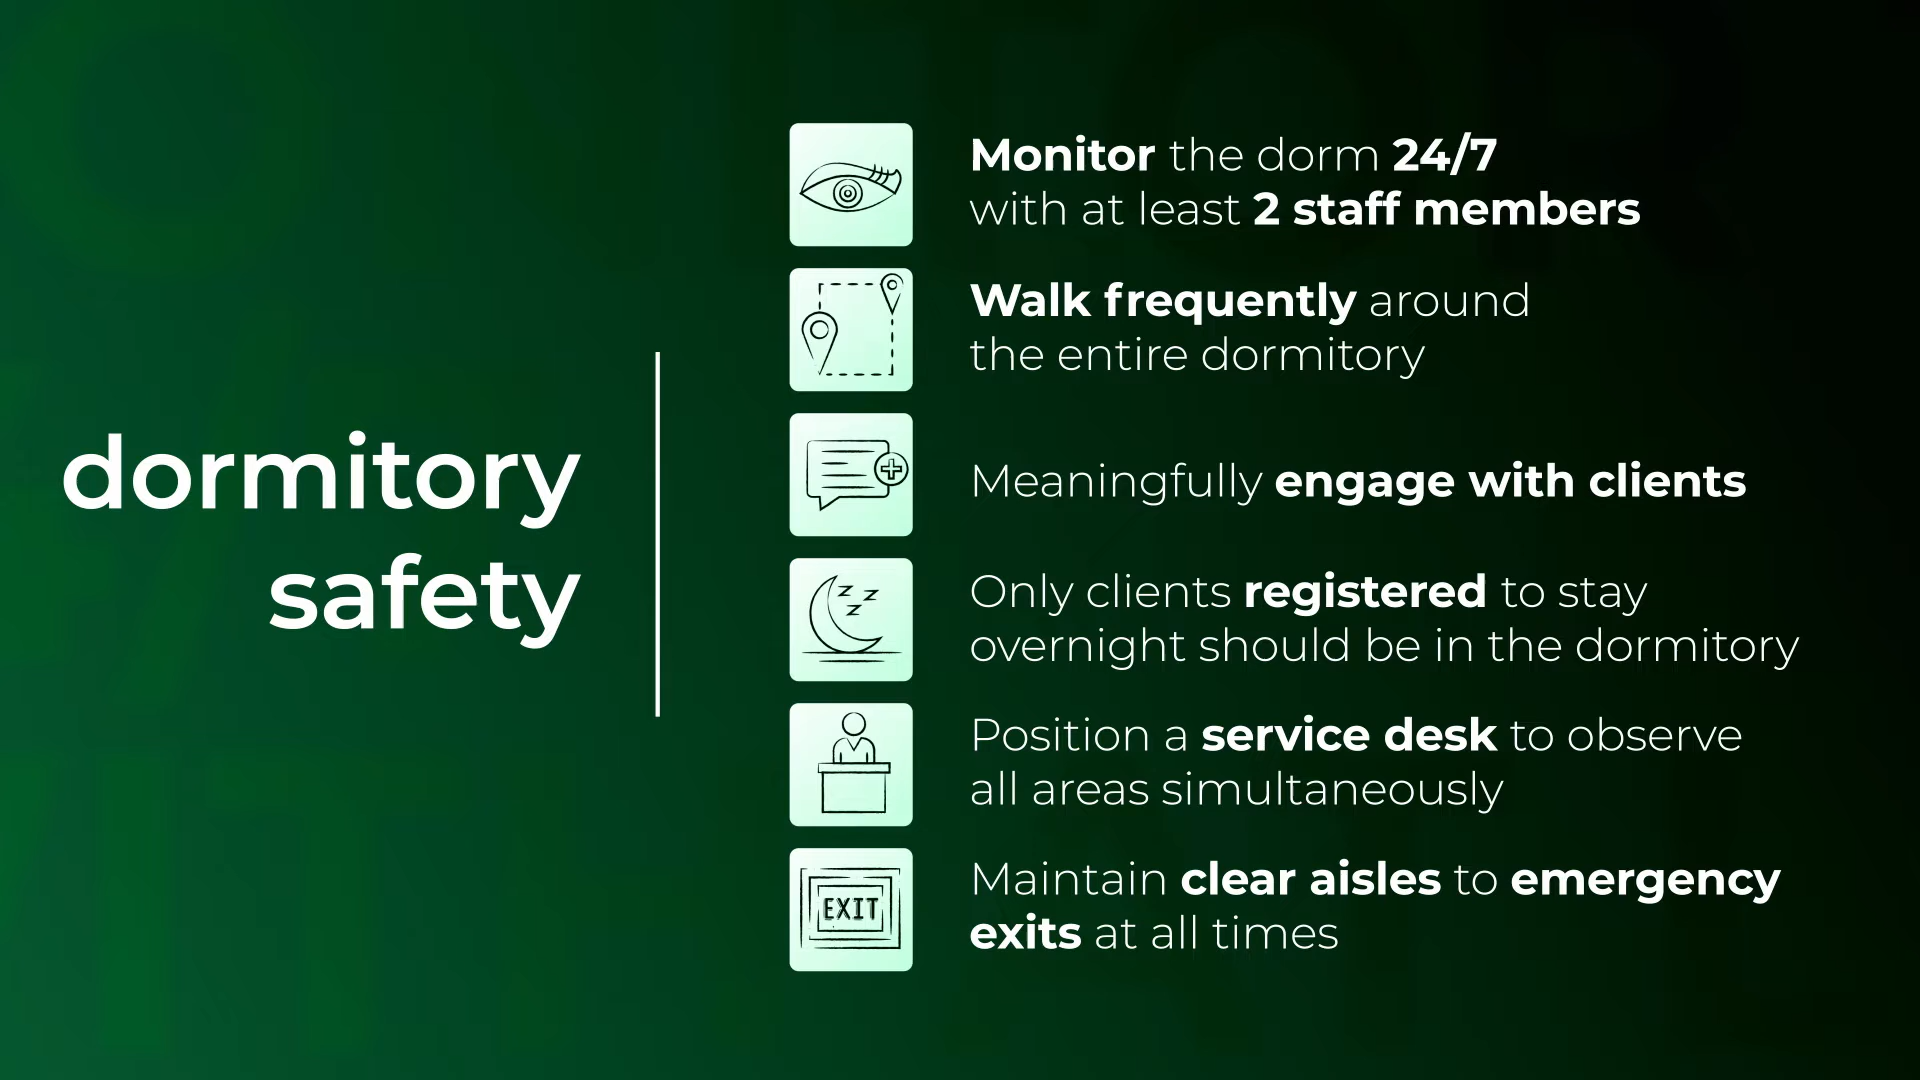 dormitory
safety
Monitor the dorm 24/7
with at least 2 staff members
Walk frequently around
the entire dormitory
Meaningfully engage with clients
Only clients registered to stay
overnight should be in the dormitory
Position a service desk to observe
all areas simultaneously
EXIT
Maintain clear aisles to emergency
exits at all times